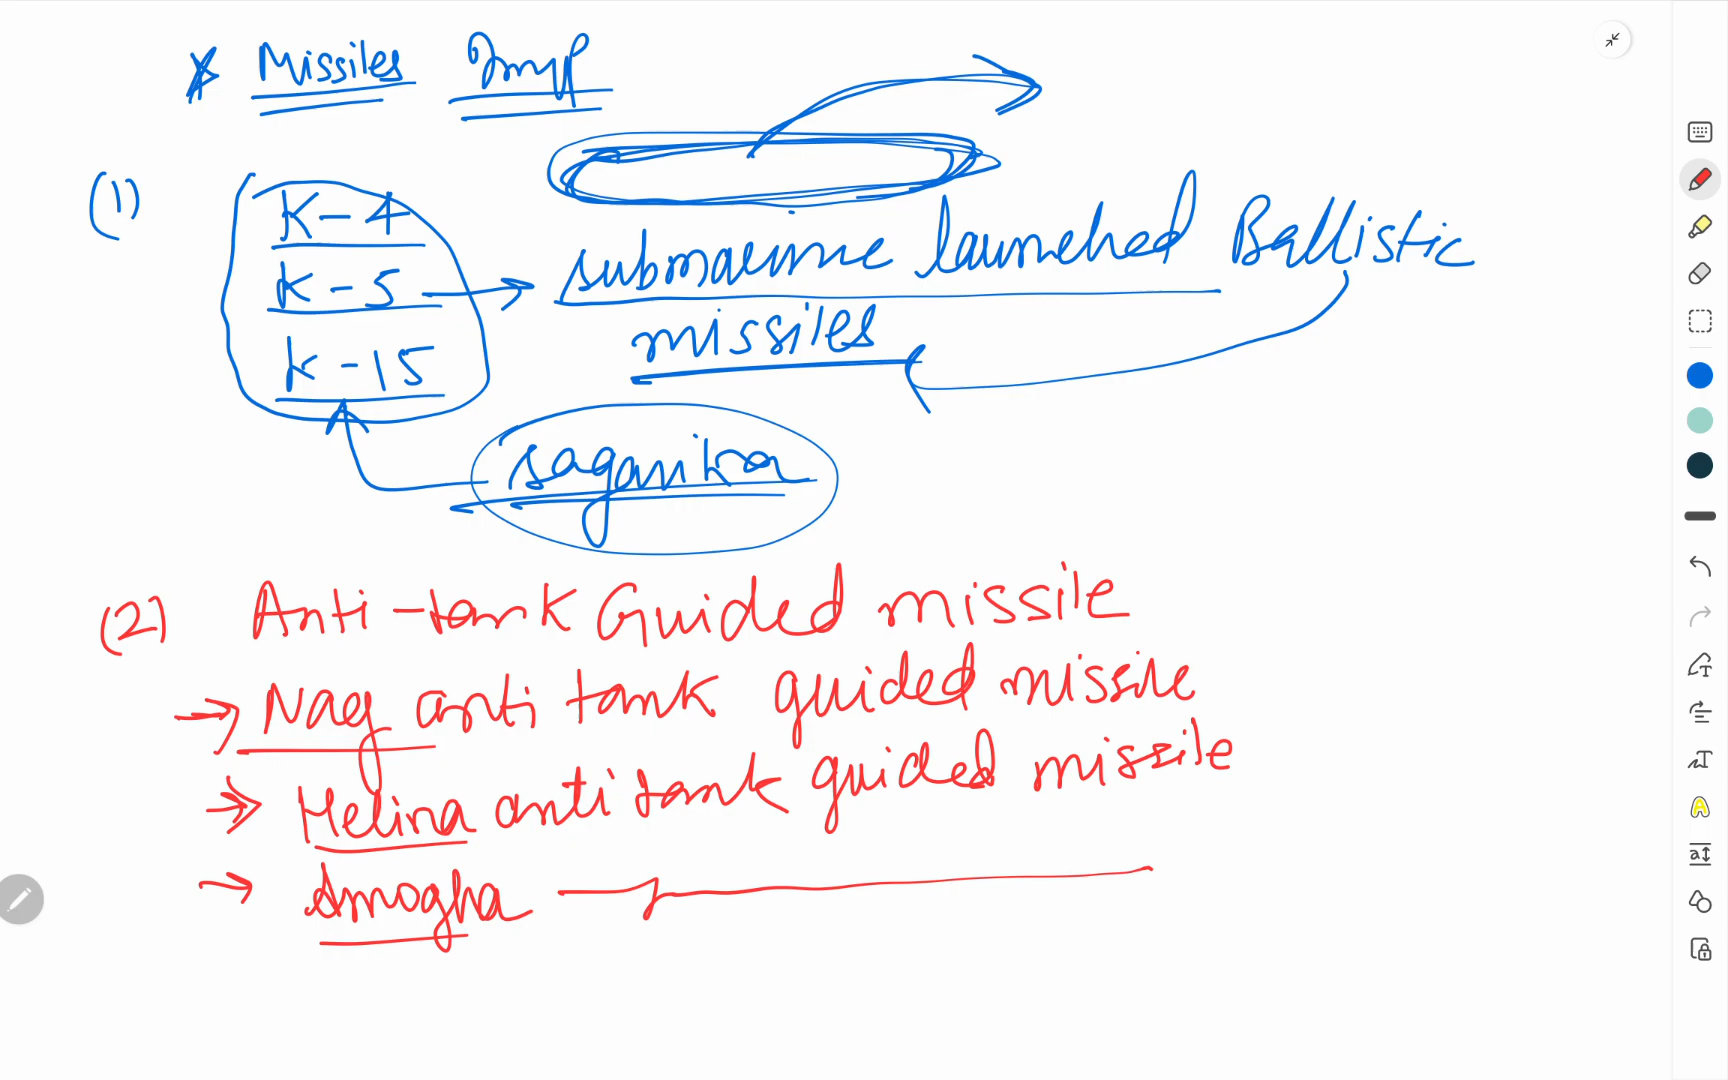 * Missiles Imp
(1) K-4
K-5 → submarine launched Ballistic
missiles
K-15
saganika
(2) Anti-tank Guided missile
→ Nag anti tank guided missile
→ Helina anti tank guided missile
→ Amogha